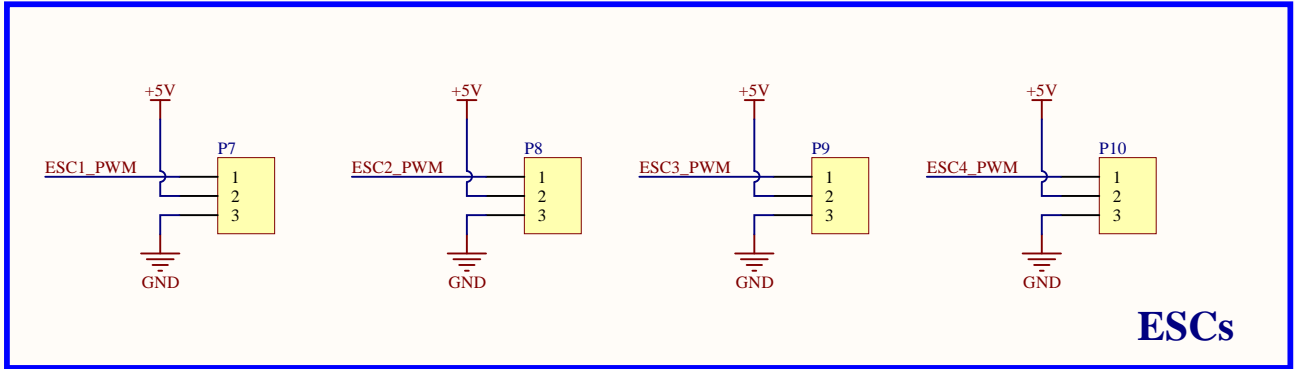 +5V +5V +5V +5V
P7 P8 P9 P10
ESC1_PWM ESC2_PWM ESC3_PWM ESC4_PWM
1 1 1 1
2 2 2 2
3 3 3 3
GND GND GND GND
ESCs